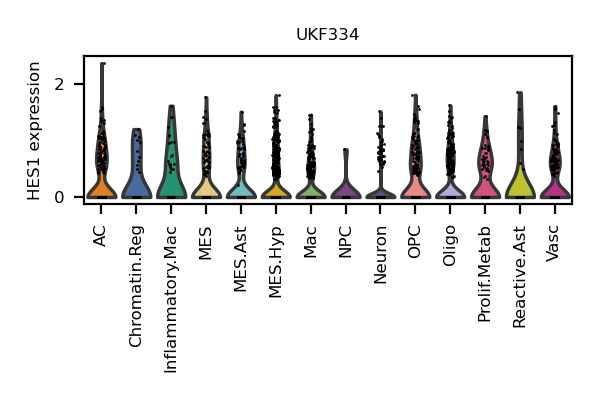 UKF334
HES1 expression
2
0
AC
Chromatin.Reg
Inflammatory.Mac
MES
MES.Ast
MES.Hyp
Mac
NPC
Neuron
OPC
Oligo
Prolif.Metab
Reactive.Ast
Vasc